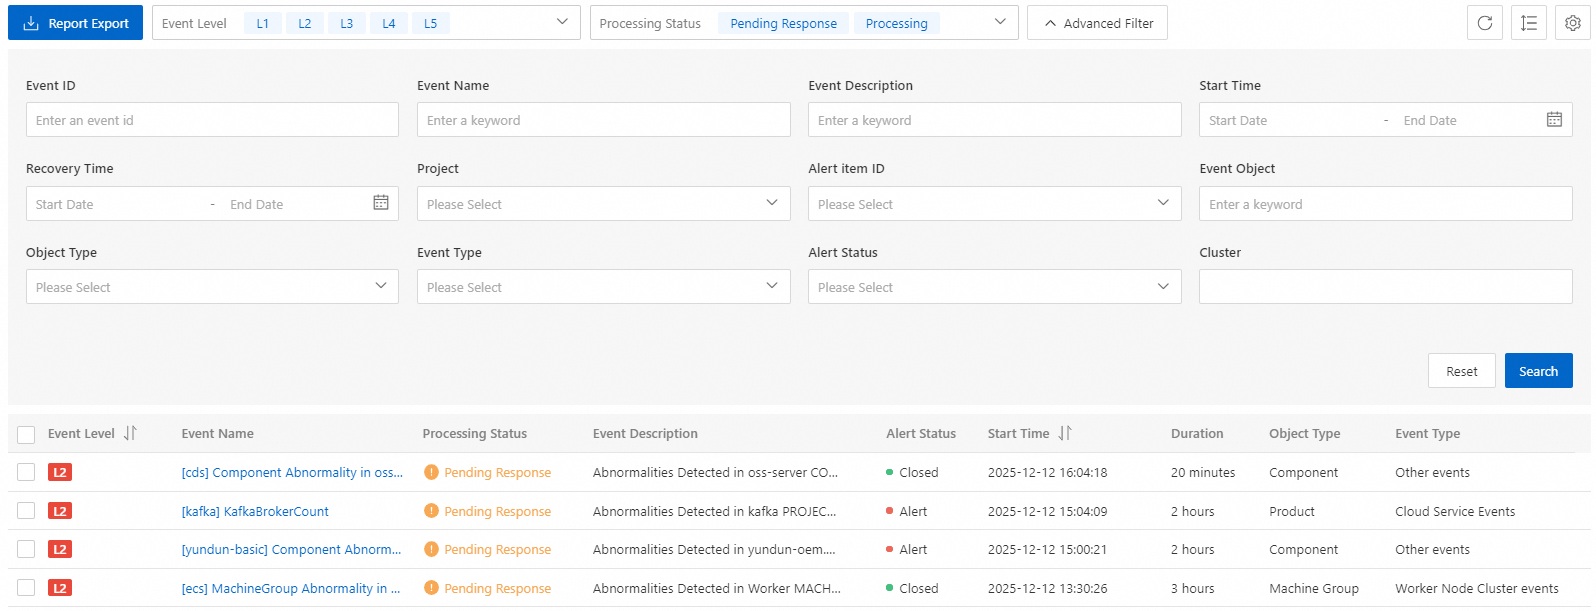 Report Export
Event Level L1 L2 L3 L4 L5
Processing Status Pending Response Processing
Advanced Filter
Event ID Event Name Event Description Start Time
Enter an event id Enter a keyword Enter a keyword Start Date - End Date
Recovery Time Project Alert item ID Event Object
Start Date - End Date Please Select Please Select Enter a keyword
Object Type Event Type Alert Status Cluster
Please Select Please Select Please Select
Reset Search
Event Level Event Name Processing Status Event Description Alert Status Start Time Duration Object Type Event Type
L2 [cds] Component Abnormality in oss... Pending Response Abnormalities Detected in oss-server CO... Closed 2025-12-12 16:04:18 20 minutes Component Other events
L2 [kafka] KafkaBrokerCount Pending Response Abnormalities Detected in kafka PROJEC... Alert 2025-12-12 15:04:09 2 hours Product Cloud Service Events
L2 [yundun-basic] Component Abnorm... Pending Response Abnormalities Detected in yundun-oem.... Alert 2025-12-12 15:00:21 2 hours Component Other events
L2 [ecs] MachineGroup Abnormality in ... Pending Response Abnormalities Detected in Worker MACH... Closed 2025-12-12 13:30:26 3 hours Machine Group Worker Node Cluster events